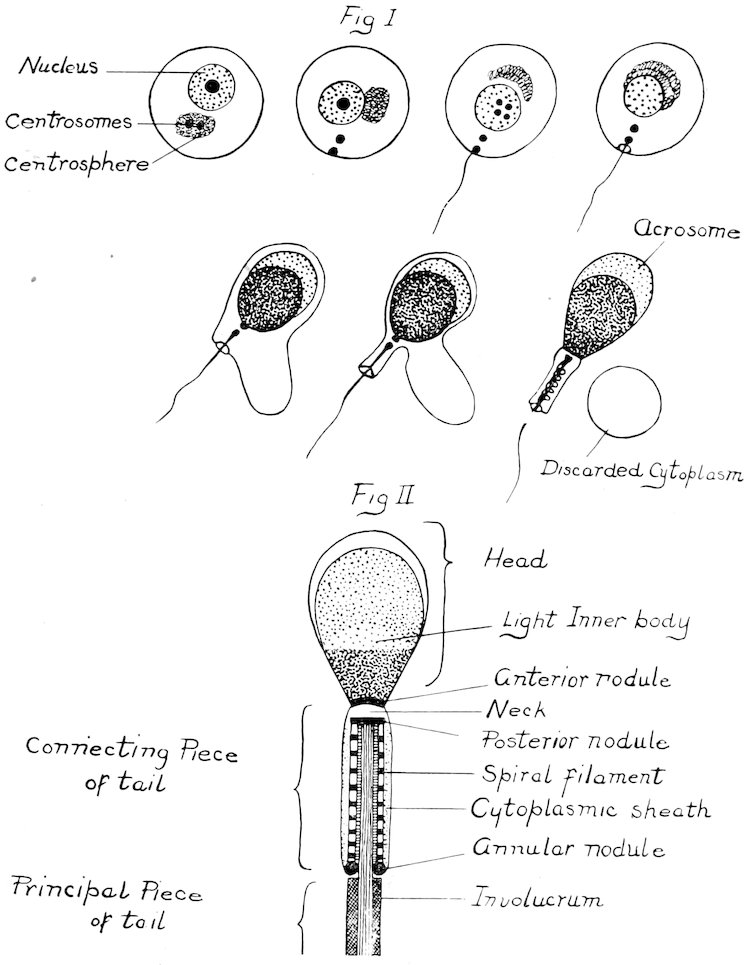 Fig I
Nucleus
Centrosomes
Centrosphere
Acrosome
Discarded Cytoplasm
Fig II
Head
Light Inner body
Anterior nodule
Neck
Posterior nodule
Connecting Piece
of tail
Spiral filament
Cytoplasmic sheath
Annular nodule
Principal Piece
of tail
Involucrum